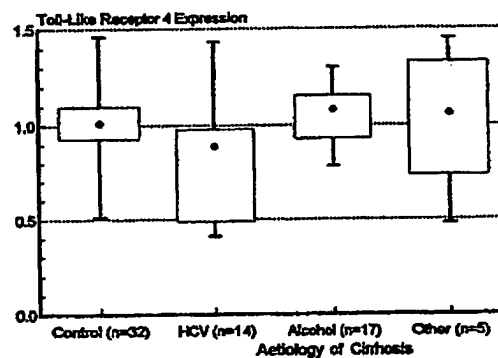 Toll-Like Receptor 4 Expression
1.5
1.0
0.5
0.0
Control (n=32) HCV (n=14) Alcohol (n=17) Other (n=5)
Aetiology of Cirrhosis